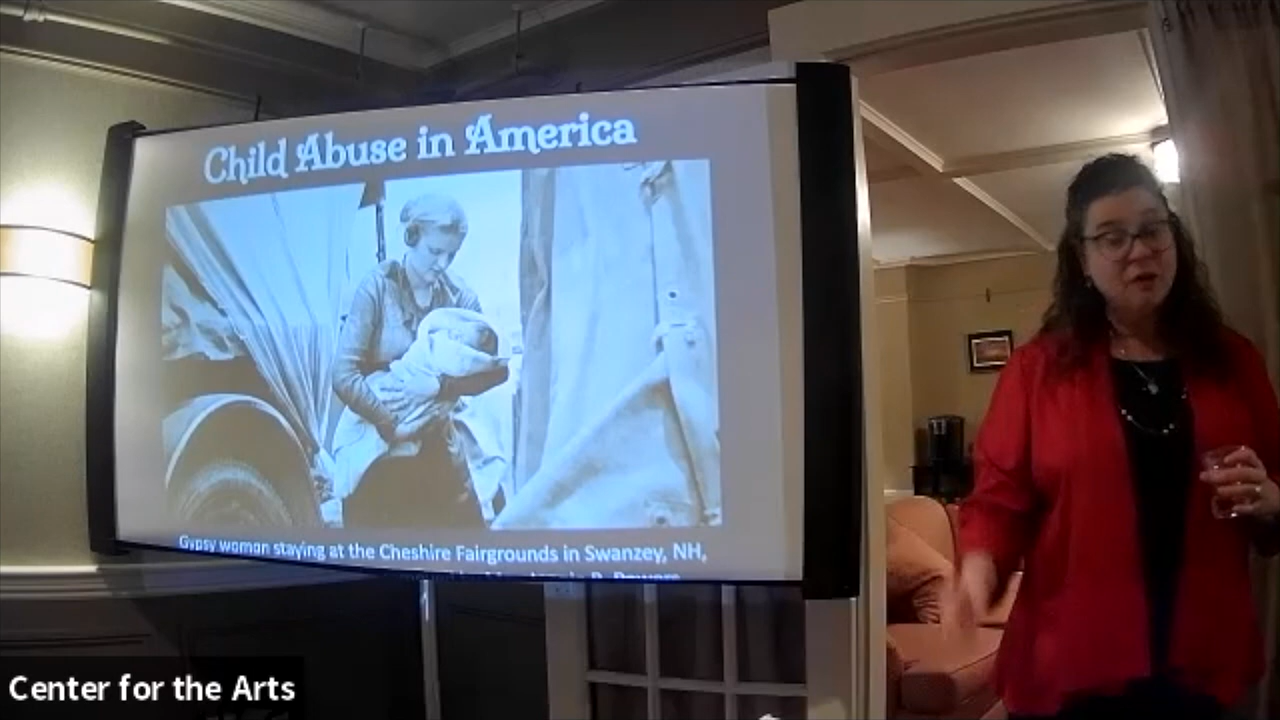 Child Abuse in America
Gypsy woman staying at the Cheshire Fairgrounds in Swanzey, NH,
Center for the Arts